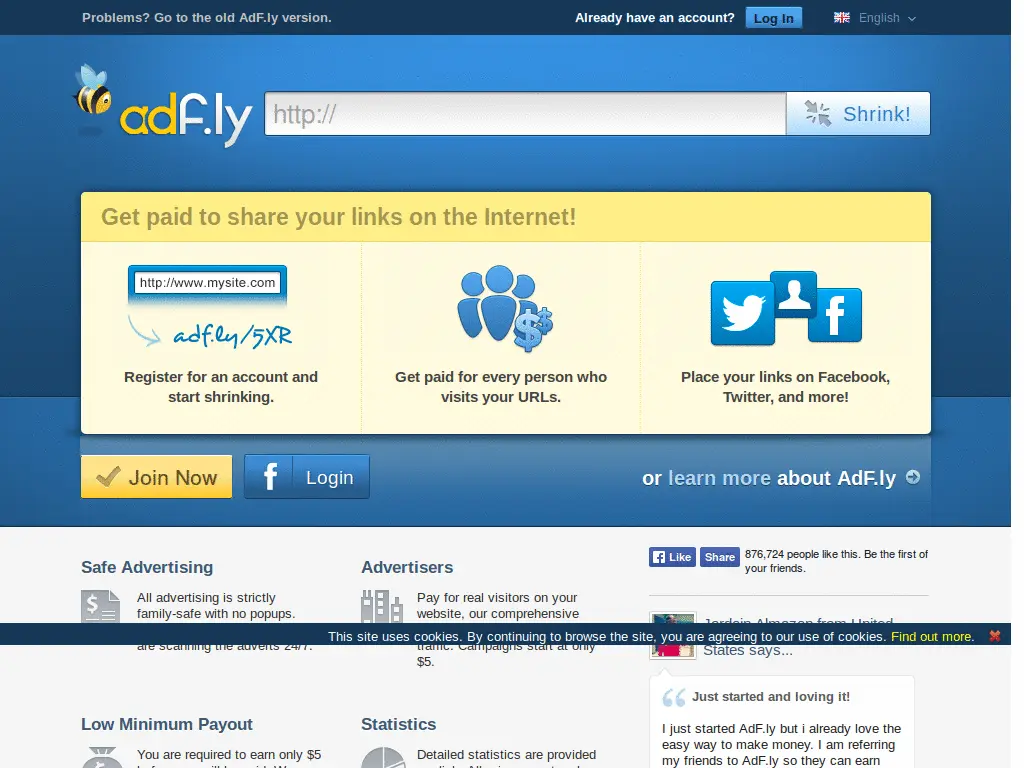 Problems? Go to the old AdF.ly version.
Already have an account?
Log In
English
adf.ly
http://
Shrink!
Get paid to share your links on the Internet!
http://www.mysite.com
adf.ly/5XR
Register for an account and
start shrinking.
Get paid for every person who
visits your URLs.
Place your links on Facebook,
Twitter, and more!
Join Now
f
Login
or learn more about AdF.ly
Safe Advertising
All advertising is strictly
family-safe with no popups.
are scanning the adverts 24/7.
Advertisers
Pay for real visitors on your
website, our comprehensive
traffic. Campaigns start at only
$5.
Like
Share
876,724 people like this. Be the first of
your friends.
Jordein Almazon from United
States says...
This site uses cookies. By continuing to browse the site, you are agreeing to our use of cookies. Find out more.
Just started and loving it!
I just started AdF.ly but i already love the
easy way to make money. I am referring
my friends to AdF.ly so they can earn
Low Minimum Payout
You are required to earn only $5
Statistics
Detailed statistics are provided